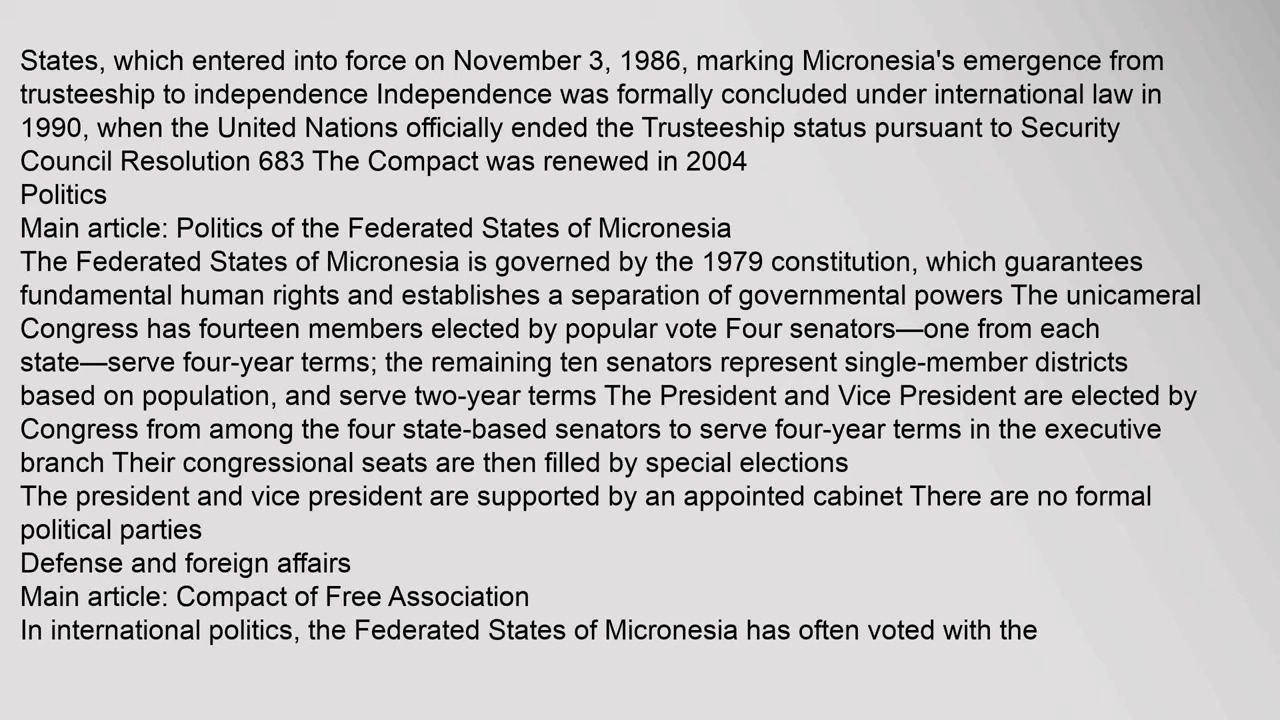 States, which entered into force on November 3, 1986, marking Micronesia's emergence from
trusteeship to independence Independence was formally concluded under international law in
1990, when the United Nations officially ended the Trusteeship status pursuant to Security
Council Resolution 683 The Compact was renewed in 2004
Politics
Main article: Politics of the Federated States of Micronesia
The Federated States of Micronesia is governed by the 1979 constitution, which guarantees
fundamental human rights and establishes a separation of governmental powers The unicameral
Congress has fourteen members elected by popular vote Four senators—one from each
state—serve four-year terms; the remaining ten senators represent single-member districts
based on population, and serve two-year terms The President and Vice President are elected by
Congress from among the four state-based senators to serve four-year terms in the executive
branch Their congressional seats are then filled by special elections
The president and vice president are supported by an appointed cabinet There are no formal
political parties
Defense and foreign affairs
Main article: Compact of Free Association
In international politics, the Federated States of Micronesia has often voted with the